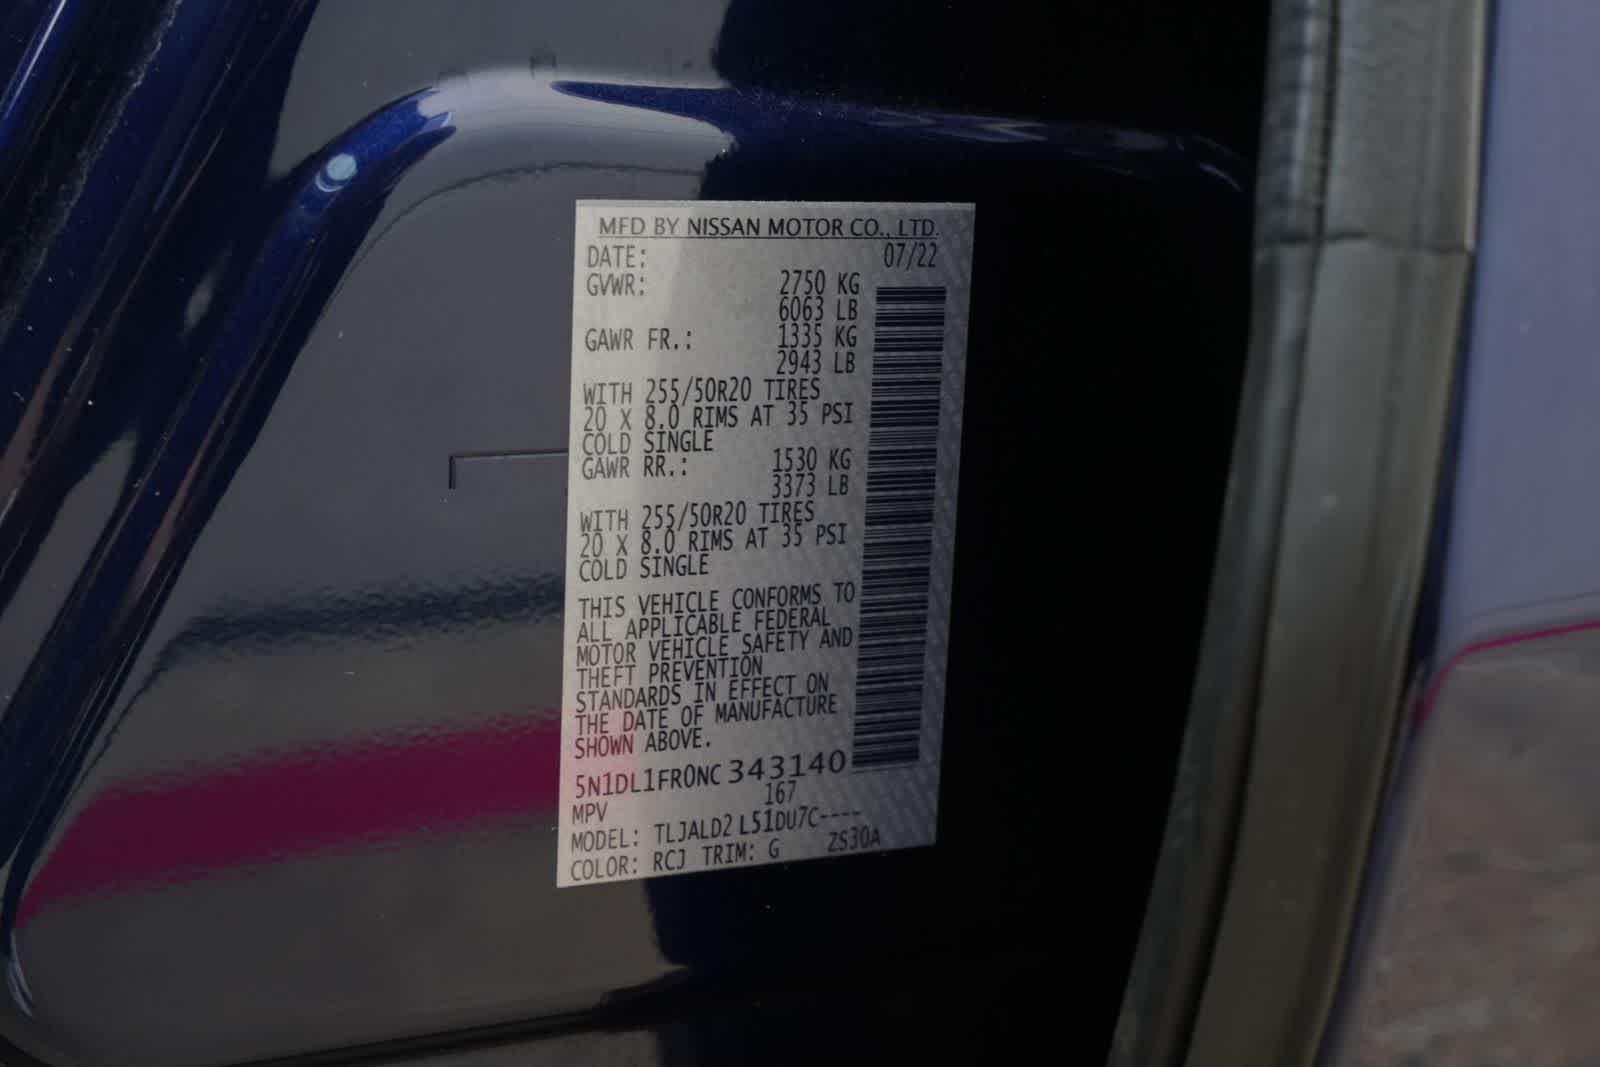 MFD BY NISSAN MOTOR CO., LTD.
DATE: 07/22
GVWR: 2750 KG
6063 LB
GAWR FR.: 1335 KG
2943 LB
WITH 255/50R20 TIRES
20 X 8.0 RIMS AT 35 PSI
COLD SINGLE
GAWR RR.: 1530 KG
3373 LB
WITH 255/50R20 TIRES
20 X 8.0 RIMS AT 35 PSI
COLD SINGLE
THIS VEHICLE CONFORMS TO
ALL APPLICABLE FEDERAL
MOTOR VEHICLE SAFETY AND
THEFT PREVENTION
STANDARDS IN EFFECT ON
THE DATE OF MANUFACTURE
SHOWN ABOVE.
5N1DL1FR0NC 343140
MPV 167
MODEL: TLJALD2 L51DU7C----
COLOR: RCJ TRIM: G ZS30A